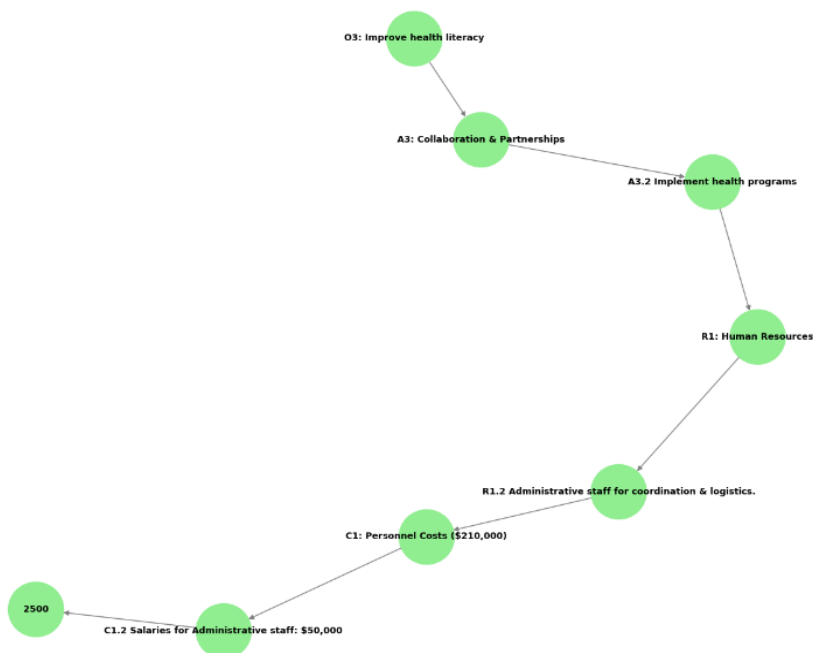 O3: Improve health literacy
A3: Collaboration & Partnerships
A3.2 Implement health programs
R1: Human Resources
R1.2 Administrative staff for coordination & logistics.
C1: Personnel Costs ($210,000)
2500
C1.2 Salaries for Administrative staff: $50,000